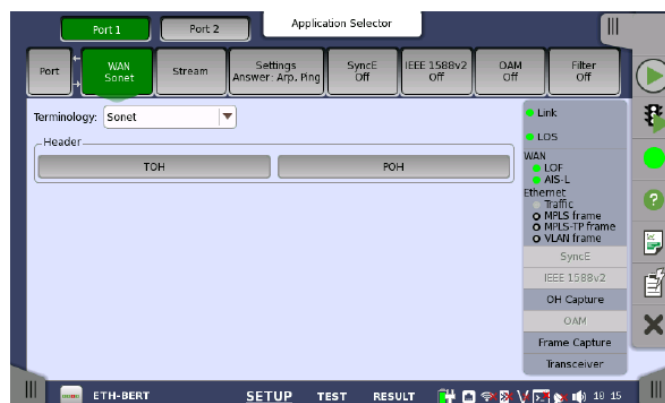 Application Selector
Port 1
Port 2
Port
WAN
Sonet
Stream
Settings
Answer: Arp, Ping
SyncE
Off
IEEE 1588v2
Off
OAM
Off
Filter
Off
Terminology: Sonet
Header
TOH
POH
Link
LOS
WAN
LOF
AIS-L
Ethernet
Traffic
MPLS frame
MPLS-TP frame
VLAN frame
SyncE
IEEE 1588v2
OH Capture
OAM
Frame Capture
Transceiver
ETH-BERT
SETUP
TEST
RESULT
10 15